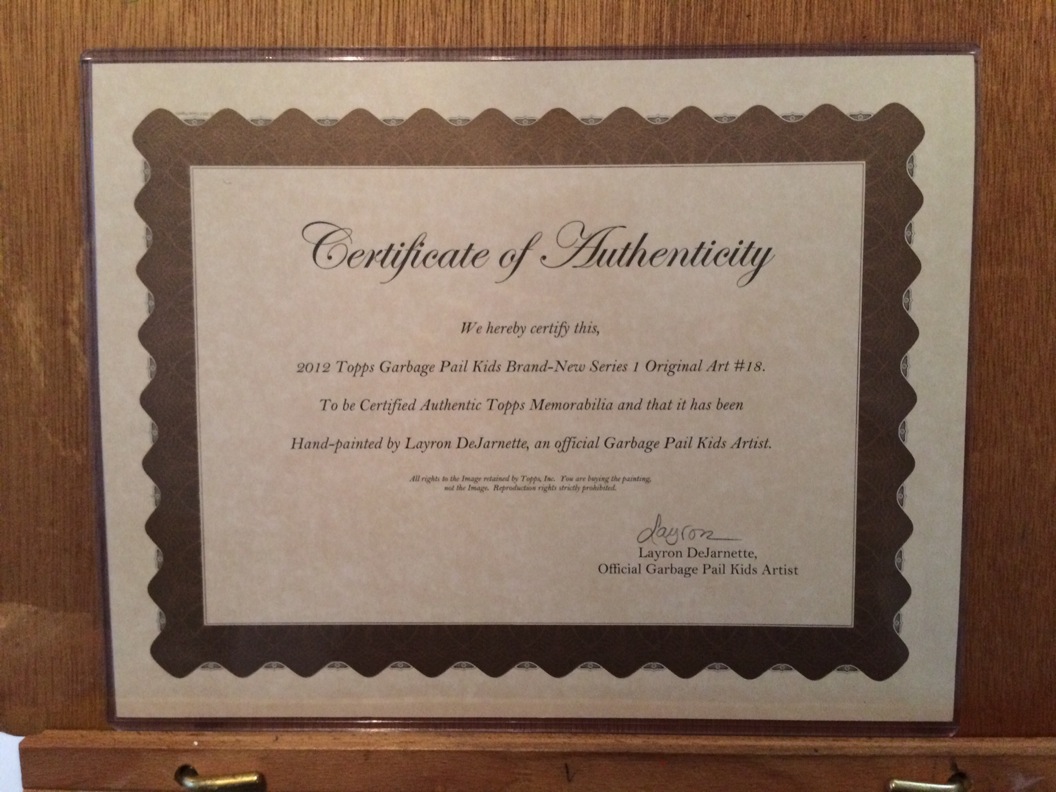 Certificate of Authenticity
We hereby certify this,
2012 Topps Garbage Pail Kids Brand-New Series 1 Original Art #18.
To be Certified Authentic Topps Memorabilia and that it has been
Hand-painted by Layron DeJarnette, an official Garbage Pail Kids Artist.
All rights to the Image retained by Topps, Inc. You are buying the painting,
not the Image. Reproduction rights strictly prohibited.
Layron
Layron DeJarnette,
Official Garbage Pail Kids Artist